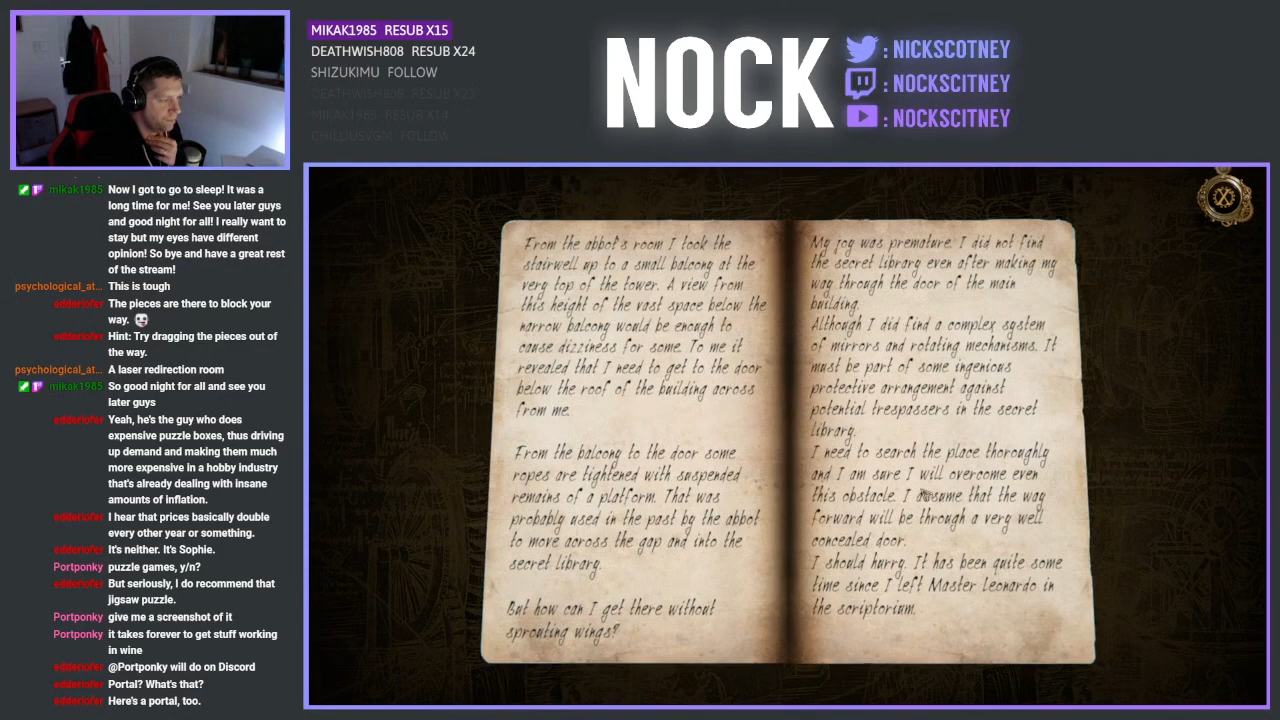 MIKAK1985 RESUB X15
DEATHWISH808 RESUB X24
SHIZUKIMU FOLLOW
DEATHWISH808 RESUB X23
MIKAK1985 RESUB X14
CHILLIUSVGM FOLLOW
NOCK
: NICKSCOTNEY
: NOCKSCITNEY
: NOCKSCITNEY
mikak1985 Now I got to go to sleep! It was a
long time for me! See you later guys
and good night for all! I really want to
stay but my eyes have different
opinion! So bye and have a great rest
of the stream!
psychological_at... This is tough
edderiofer The pieces are there to block your
way.
edderiofer Hint: Try dragging the pieces out of
the way.
psychological_at... A laser redirection room
mikak1985 So good night for all and see you
later guys
edderiofer Yeah, he's the guy who does
expensive puzzle boxes, thus driving
up demand and making them much
more expensive in a hobby industry
that's already dealing with insane
amounts of inflation.
edderiofer I hear that prices basically double
every other year or something.
edderiofer It's neither. It's Sophie.
Portponky puzzle games, y/n?
edderiofer But seriously, I do recommend that
jigsaw puzzle.
Portponky give me a screenshot of it
Portponky it takes forever to get stuff working
in wine
edderiofer @Portponky will do on Discord
edderiofer Portal? What's that?
edderiofer Here's a portal, too.
From the abbot's room I took the
stairwell up to a small balcony at the
very top of the tower. A view from
this height of the vast space below the
narrow balcony would be enough to
cause dizziness for some. To me it
revealed that I need to get to the door
below the roof of the building across
from me.
From the balcony to the door some
ropes are tightened with suspended
remains of a platform. That was
probably used in the past by the abbot
to move across the gap and into the
secret library.
But how can I get there without
sprouting wings?
My joy was premature. I did not find
the secret library even after making my
way through the door of the main
building.
Although I did find a complex system
of mirrors and rotating mechanisms. It
must be part of some ingenious
protective arrangement against
potential trespassers in the secret
library.
I need to search the place thoroughly
and I am sure I will overcome even
this obstacle. I assume that the way
forward will be through a very well
concealed door.
I should hurry. It has been quite some
time since I left Master Leonardo in
the scriptorium.